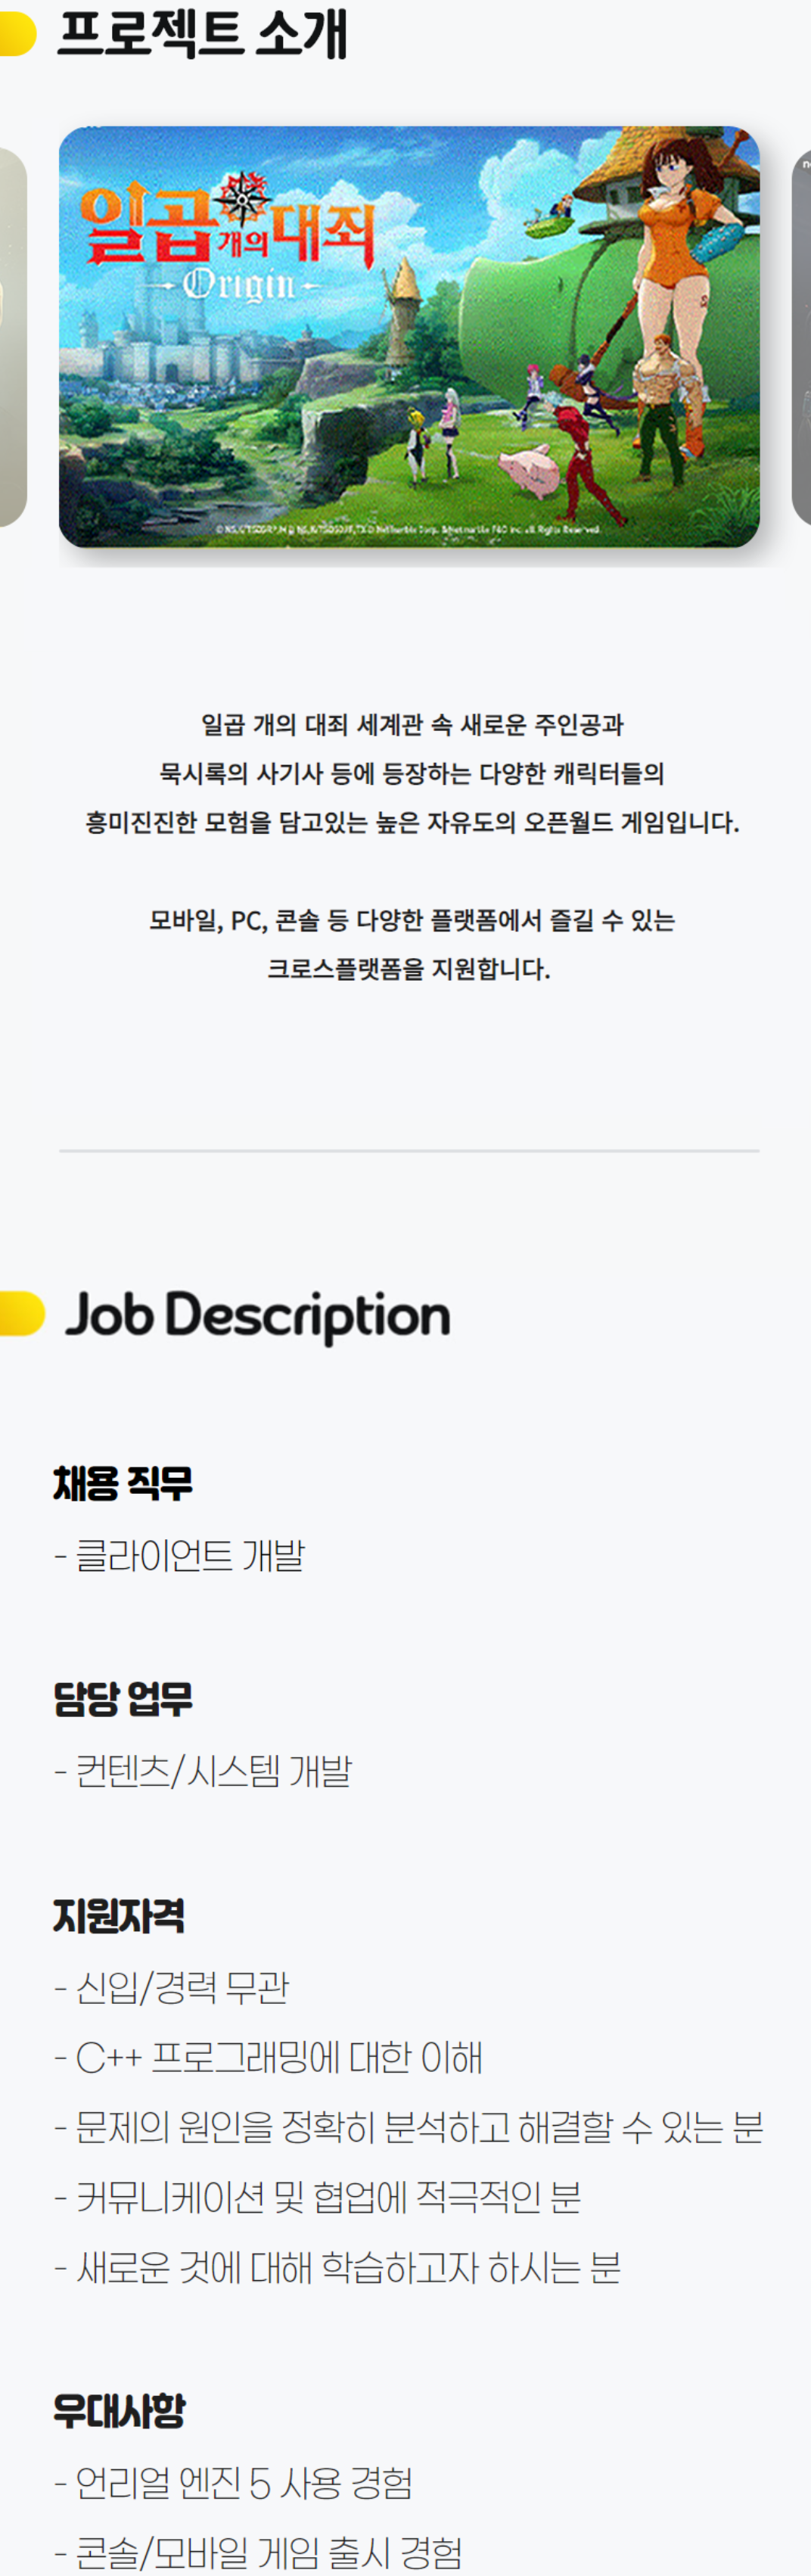 프로젝트 소개
일곱개의대죄
Origin
일곱 개의 대죄 세계관 속 새로운 주인공과
묵시록의 사기사 등에 등장하는 다양한 캐릭터들의
흥미진진한 모험을 담고있는 높은 자유도의 오픈월드 게임입니다.
모바일, PC, 콘솔 등 다양한 플랫폼에서 즐길 수 있는
크로스플랫폼을 지원합니다.
Job Description
채용 직무
- 클라이언트 개발
담당 업무
- 컨텐츠/시스템 개발
지원자격
- 신입/경력 무관
- C++ 프로그래밍에 대한 이해
- 문제의 원인을 정확히 분석하고 해결할 수 있는 분
- 커뮤니케이션 및 협업에 적극적인 분
- 새로운 것에 대해 학습하고자 하시는 분
우대사항
- 언리얼 엔진 5 사용 경험
- 콘솔/모바일 게임 출시 경험